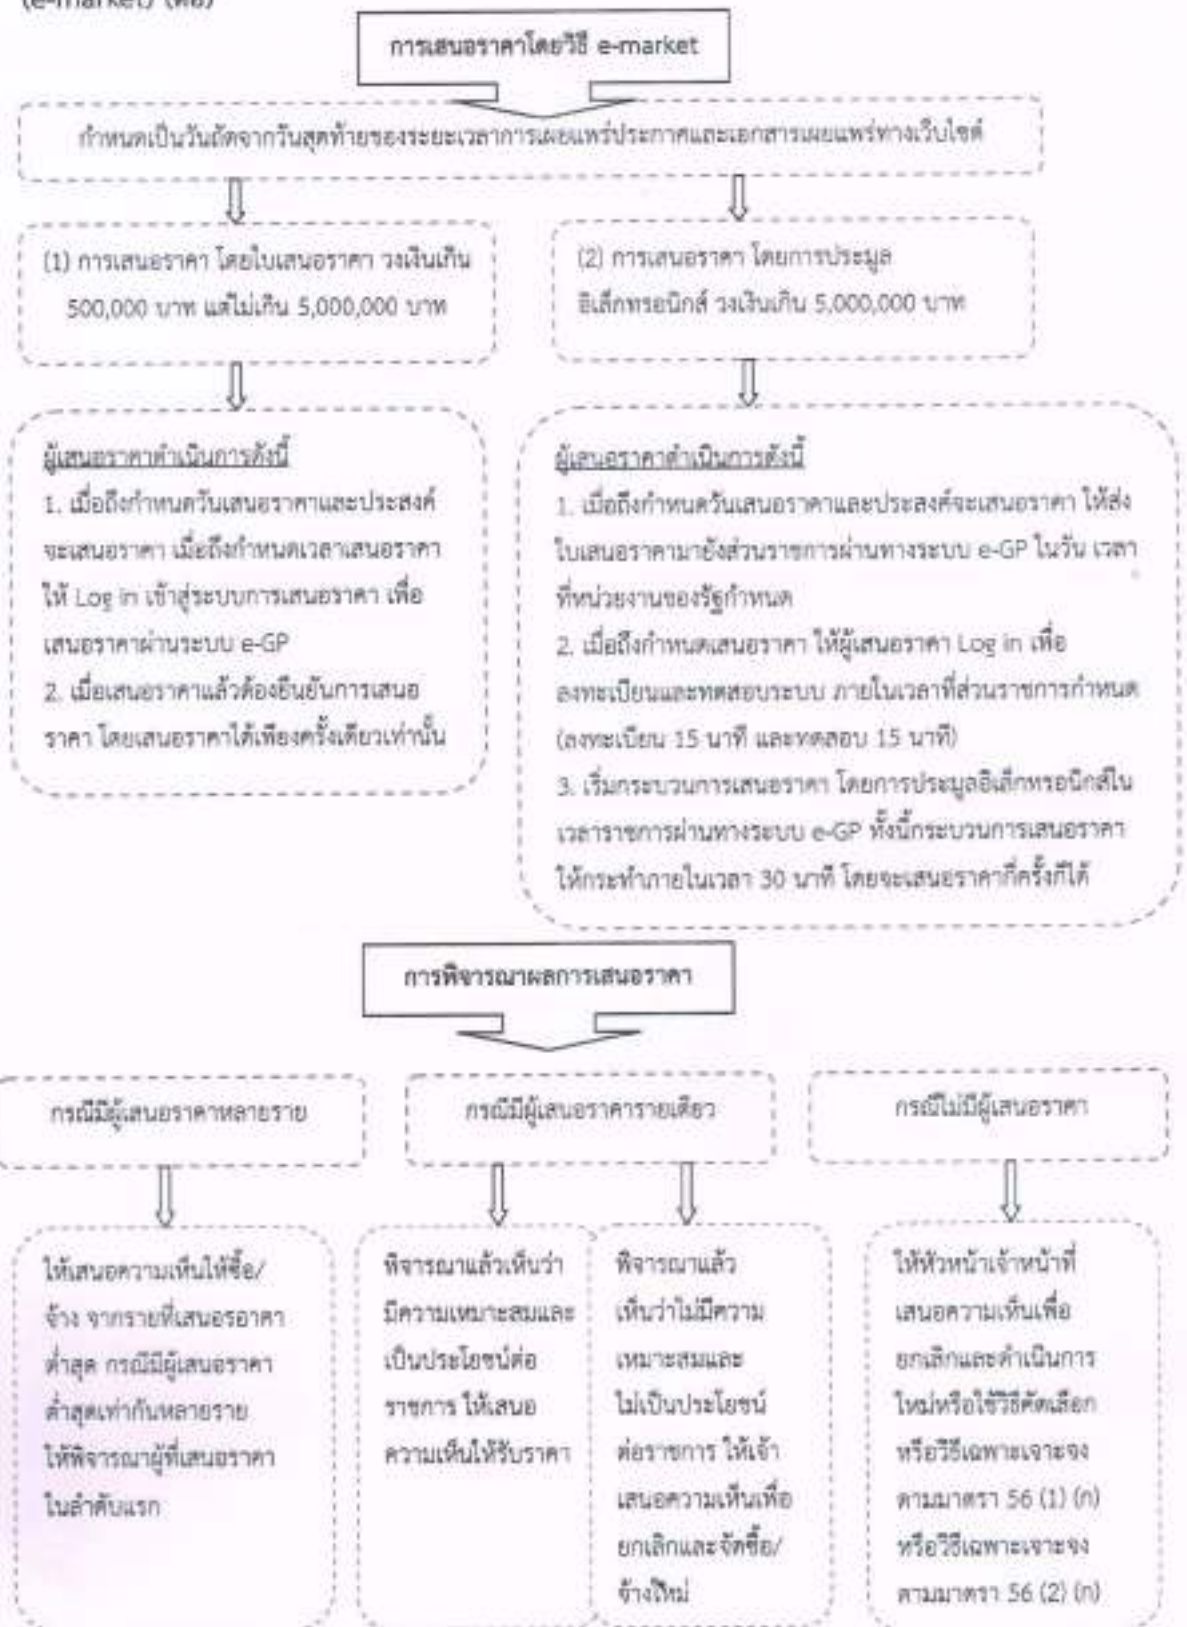 (e-market) (ต่อ)
การเสนอราคาโดยวิธี e-market
กำหนดเป็นวันถัดจากวันสุดท้ายของระยะเวลาการเผยแพร่ประกาศและเอกสารเผยแพร่ทางเว็บไซต์
(1) การเสนอราคา โดยใบเสนอราคา วงเงินเกิน
500,000 บาท แต่ไม่เกิน 5,000,000 บาท
(2) การเสนอราคา โดยการประมูล
อิเล็กทรอนิกส์ วงเงินเกิน 5,000,000 บาท
ผู้เสนอราคาดำเนินการดังนี้
1. เมื่อถึงกำหนดวันเสนอราคาและประสงค์
จะเสนอราคา เมื่อถึงกำหนดเวลาเสนอราคา
ให้ Log in เข้าสู่ระบบการเสนอราคา เพื่อ
เสนอราคาผ่านระบบ e-GP
2. เมื่อเสนอราคาแล้วต้องยืนยันการเสนอ
ราคา โดยเสนอราคาได้เพียงครั้งเดียวเท่านั้น
ผู้เสนอราคาดำเนินการดังนี้
1. เมื่อถึงกำหนดวันเสนอราคาและประสงค์จะเสนอราคา ให้ส่ง
ใบเสนอราคามายังส่วนราชการผ่านทางระบบ e-GP ในวัน เวลา
ที่หน่วยงานของรัฐกำหนด
2. เมื่อถึงกำหนดเสนอราคา ให้ผู้เสนอราคา Log in เพื่อ
ลงทะเบียนและทดสอบระบบ ภายในเวลาที่ส่วนราชการกำหนด
(ลงทะเบียน 15 นาที และทดสอบ 15 นาที)
3. เริ่มกระบวนการเสนอราคา โดยการประมูลอิเล็กทรอนิกส์ใน
เวลาราชการผ่านทางระบบ e-GP ทั้งนี้กระบวนการเสนอราคา
ให้กระทำภายในเวลา 30 นาที โดยจะเสนอราคากี่ครั้งก็ได้
การพิจารณาผลการเสนอราคา
กรณีมีผู้เสนอราคาหลายราย
กรณีมีผู้เสนอราคารายเดียว
กรณีไม่มีผู้เสนอราคา
ให้เสนอความเห็นให้ซื้อ/
จ้าง จากรายที่เสนอรอาคา
ต่ำสุด กรณีมีผู้เสนอราคา
ต่ำสุดเท่ากันหลายราย
ให้พิจารณาผู้ที่เสนอราคา
ในลำดับแรก
พิจารณาแล้วเห็นว่า
มีความเหมาะสมและ
เป็นประโยชน์ต่อ
ราชการ ให้เสนอ
ความเห็นให้รับราคา
พิจารณาแล้ว
เห็นว่าไม่มีความ
เหมาะสมและ
ไม่เป็นประโยชน์
ต่อราชการ ให้เจ้า
เสนอความเห็นเพื่อ
ยกเลิกและจัดซื้อ/
จ้างใหม่
ให้หัวหน้าเจ้าหน้าที่
เสนอความเห็นเพื่อ
ยกเลิกและดำเนินการ
ใหม่หรือใช้วิธีคัดเลือก
หรือวิธีเฉพาะเจาะจง
ตามมาตรา 56 (1) (ก)
หรือวิธีเฉพาะเจาะจง
ตามมาตรา 56 (2) (ก)